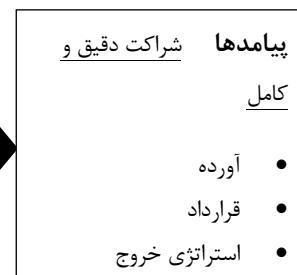 پیامدها شراکت دقیق و
کامل
• آورده
• قرارداد
• استراتژی خروج